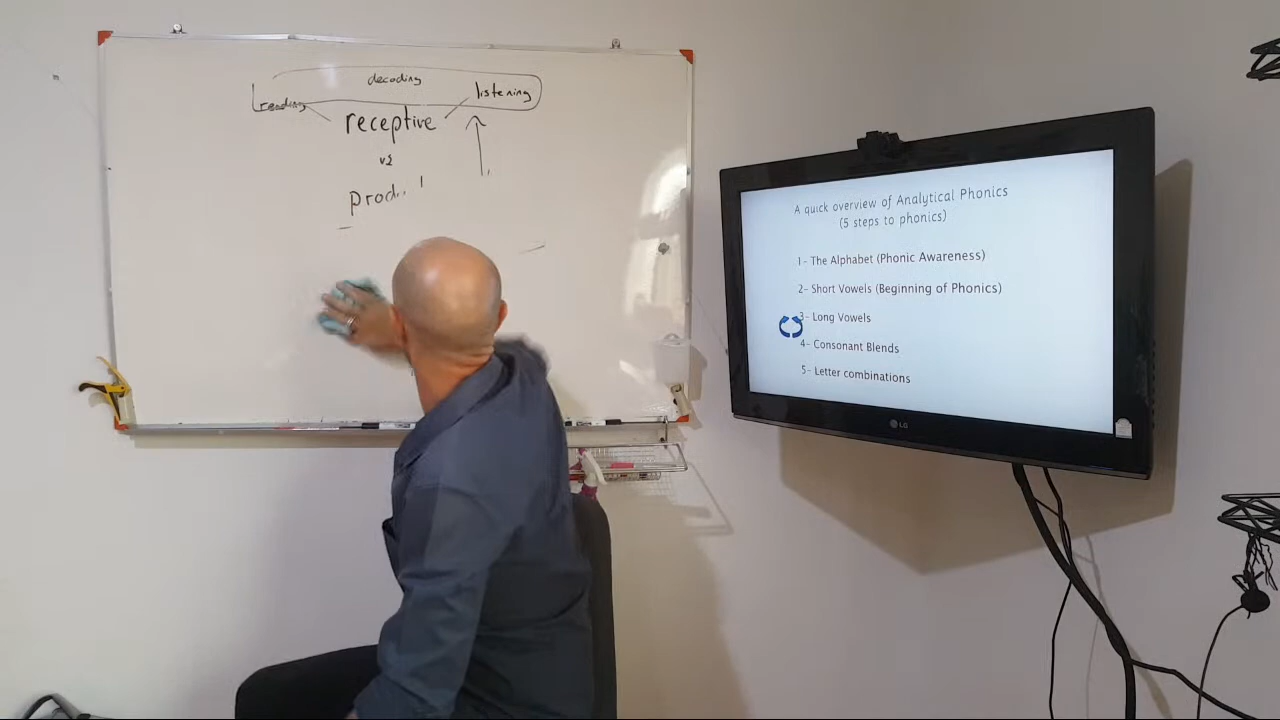 decoding
reading listening
receptive
vs
prod
A quick overview of Analytical Phonics
(5 steps to phonics)
1- The Alphabet (Phonic Awareness)
2- Short Vowels (Beginning of Phonics)
3- Long Vowels
4- Consonant Blends
5- Letter combinations
LG